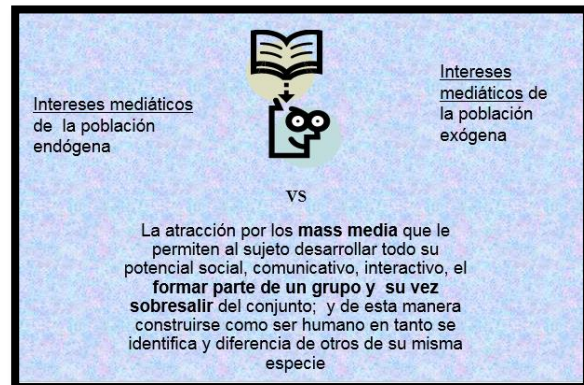 Intereses mediáticos
de la población
endógena
Intereses
mediáticos de
la población
exógena
vs
La atracción por los mass media que le
permiten al sujeto desarrollar todo su
potencial social, comunicativo, interactivo, el
formar parte de un grupo y su vez
sobresalir del conjunto; y de esta manera
construirse como ser humano en tanto se
identifica y diferencia de otros de su misma
especie